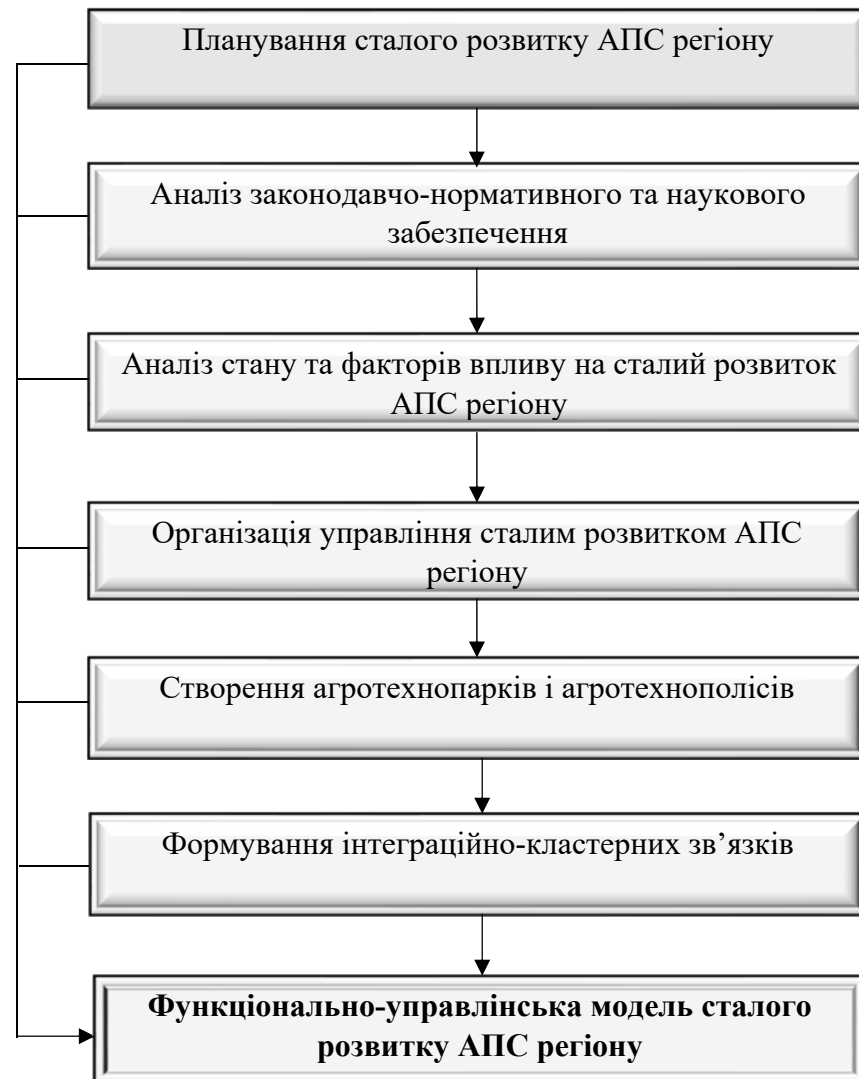 Планування сталого розвитку АПС регіону
Аналіз законодавчо-нормативного та наукового
забезпечення
Аналіз стану та факторів впливу на сталий розвиток
АПС регіону
Організація управління сталим розвитком АПС
регіону
Створення агротехнопарків і агротехнополісів
Формування інтеграційно-кластерних зв’язків
Функціонально-управлінська модель сталого
розвитку АПС регіону